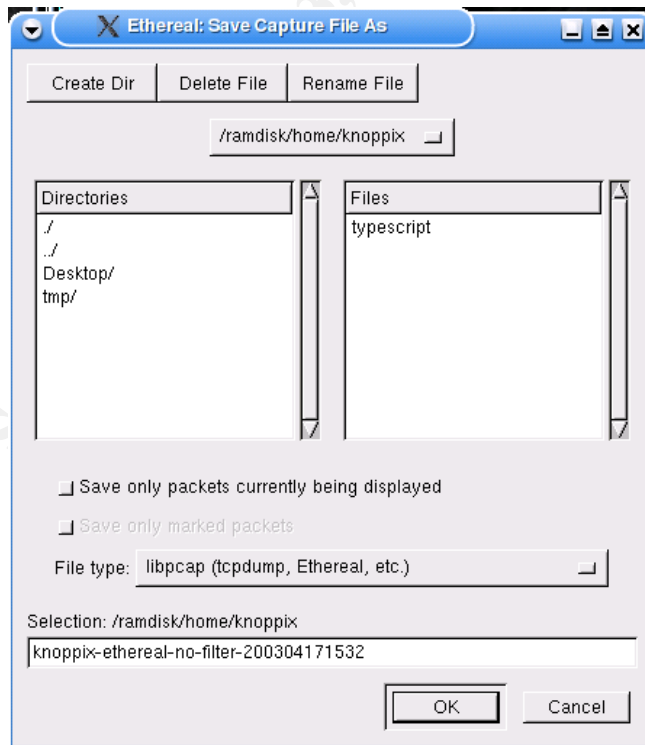 Ethereal: Save Capture File As
Create Dir Delete File Rename File
/ramdisk/home/knoppix
Directories
./
../
Desktop/
tmp/
Files
typescript
Save only packets currently being displayed
Save only marked packets
File type: libpcap (tcpdump, Ethereal, etc.)
Selection: /ramdisk/home/knoppix
knoppix-ethereal-no-filter-200304171532
OK Cancel